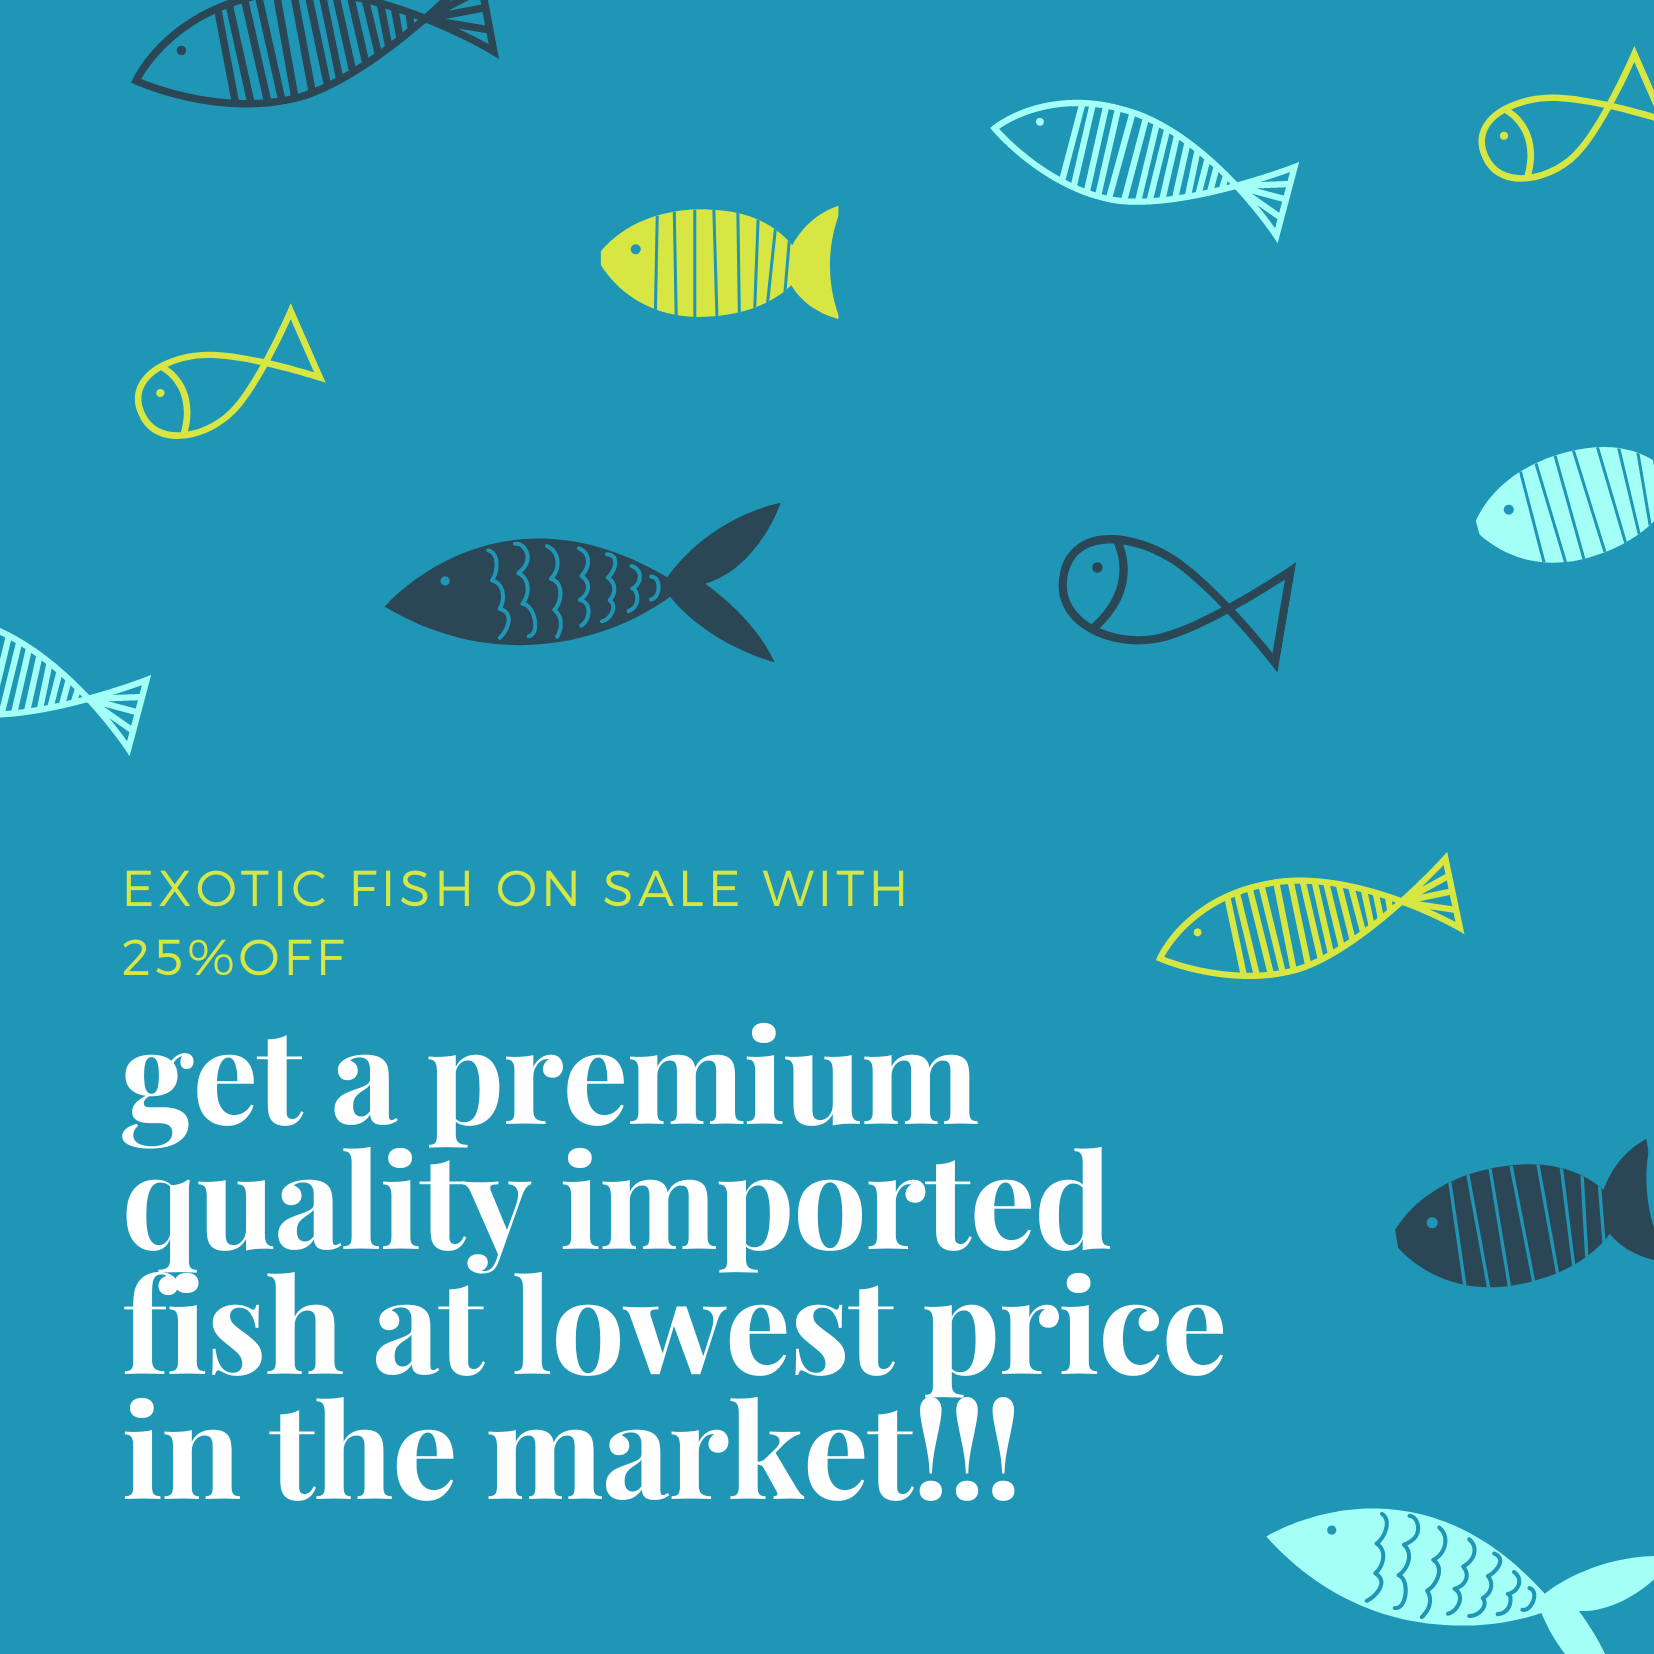 EXOTIC FISH ON SALE WITH
25%OFF
get a premium
quality imported
fish at lowest price
in the market!!!